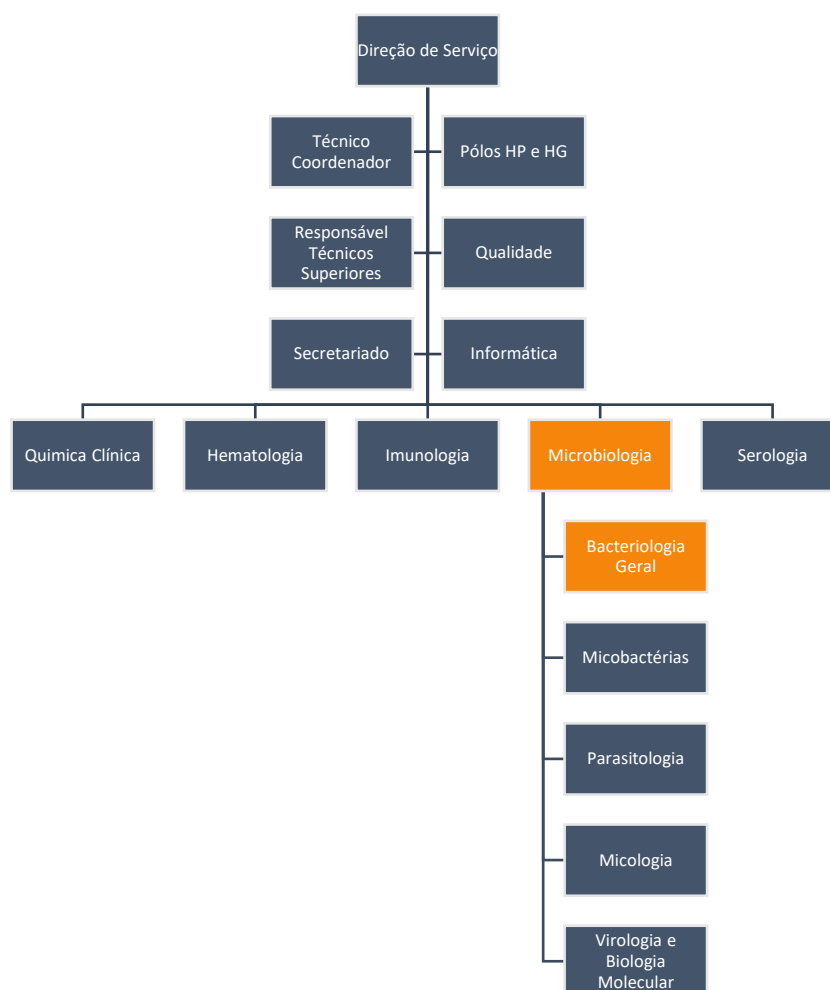 Direção de Serviço
Técnico
Coordenador
Pólos HP e HG
Responsável
Técnicos
Superiores
Qualidade
Secretariado
Informática
Quimica Clínica
Hematologia
Imunologia
Microbiologia
Serologia
Bacteriologia
Geral
Micobactérias
Parasitologia
Micologia
Virologia e
Biologia
Molecular